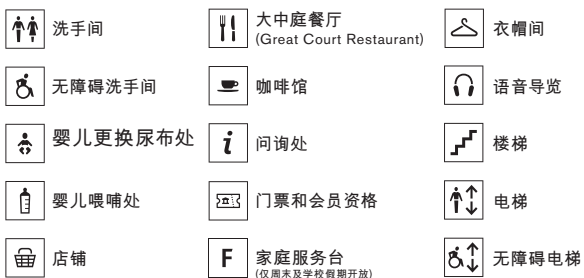 洗手间
无障碍洗手间
婴儿更换尿布处
婴儿喂哺处
店铺
大中庭餐厅
(Great Court Restaurant)
咖啡馆
i
问询处
门票和会员资格
F
家庭服务台
(仅周末及学校假期开放)
衣帽间
语音导览
楼梯
电梯
无障碍电梯